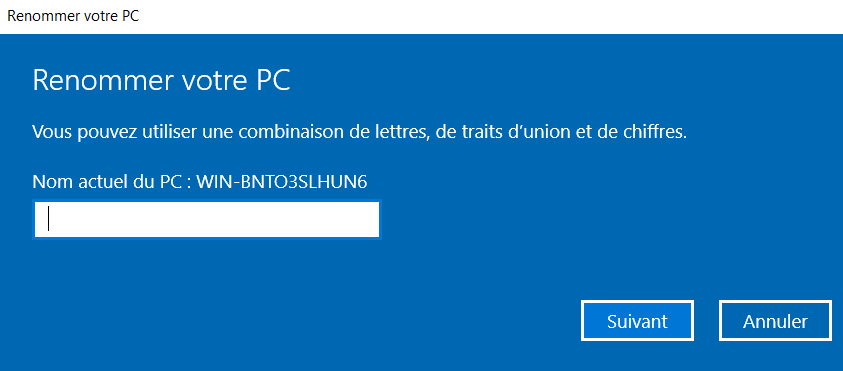 Renommer votre PC
Renommer votre PC
Vous pouvez utiliser une combinaison de lettres, de traits d’union et de chiffres.
Nom actuel du PC : WIN-BNTO3SLHUN6
Suivant
Annuler